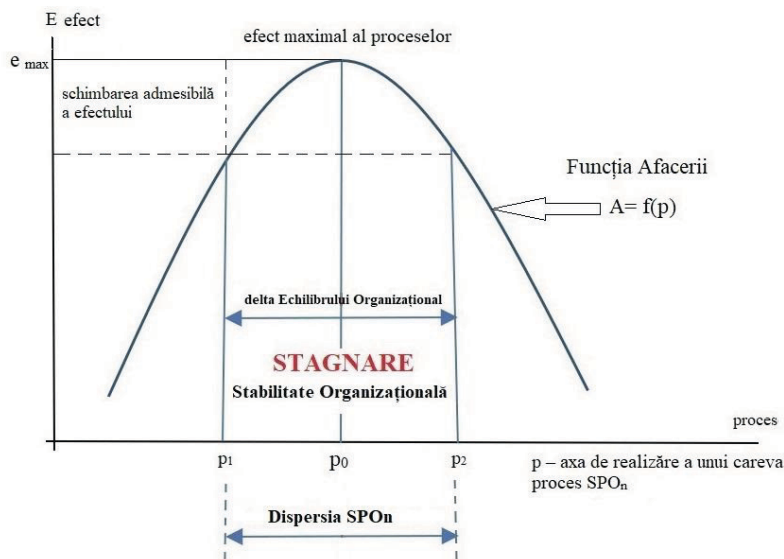 E efect
efect maximal al proceselor
e max
schimbarea admesibilă
a efectului
Funcția Afacerii
A= f(p)
delta Echilibrului Organizațional
STAGNARE
Stabilitate Organizațională
proces
p1
p0
p2
p – axa de realizăre a unui careva
proces SPOn
Dispersia SPOn